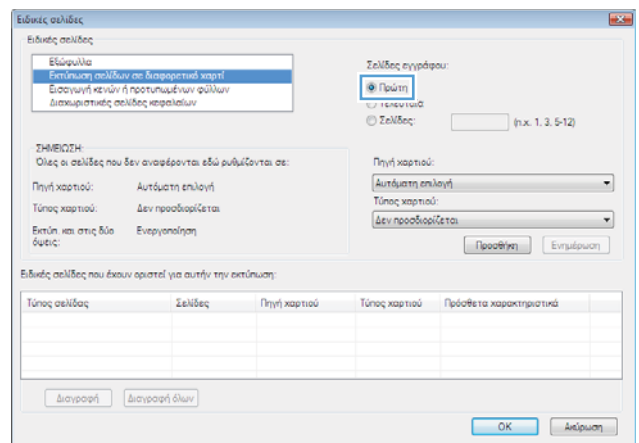 Ειδικές σελίδες
Ειδικές σελίδες
Εξώφυλλα
Εκτύπωση σελίδων σε διαφορετικό χαρτί
Εισαγωγή κενών ή προτυπωμένων φύλλων
Διαχωριστικές σελίδες κεφαλαίων
Σελίδες εγγράφου:
Πρώτη
Τελευταία
Σελίδες:
(π.χ. 1, 3, 5-12)
ΣΗΜΕΙΩΣΗ:
Όλες οι σελίδες που δεν αναφέρονται εδώ ρυθμίζονται σε:
Πηγή χαρτιού: Αυτόματη επιλογή
Τύπος χαρτιού: Δεν προσδιορίζεται
Εκτύπ. και στις δύο όψεις: Ενεργοποίηση
Πηγή χαρτιού:
Αυτόματη επιλογή
Τύπος χαρτιού:
Δεν προσδιορίζεται
Προσθήκη Ενημέρωση
Ειδικές σελίδες που έχουν οριστεί για αυτήν την εκτύπωση:
Τύπος σελίδας Σελίδες Πηγή χαρτιού Τύπος χαρτιού Πρόσθετα χαρακτηριστικά
Διαγραφή Διαγραφή όλων
OK Ακύρωση